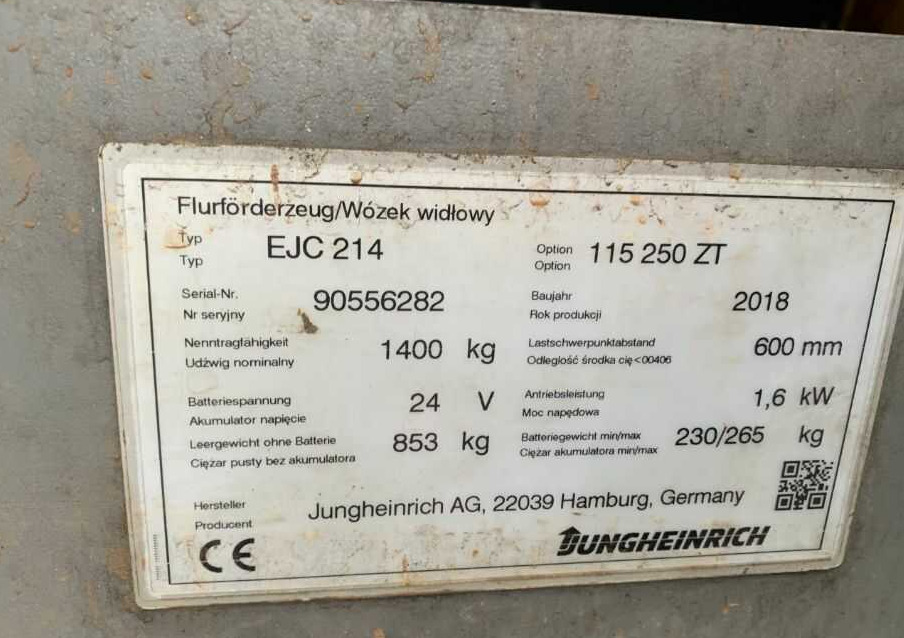 Flurförderzeug/Wózek widłowy
Typ EJC 214 Option 115 250 ZT
Typ Option
Serial-Nr. 90556282 Baujahr 2018
Nr seryjny Rok produkcji
Nenntragfähigkeit 1400 kg Lastschwerpunktabstand 600 mm
Udźwig nominalny Odległość środka cię<00406
Batteriespannung 24 V Antriebsleistung 1,6 kW
Akumulator napięcie Moc napędowa
Leergewicht ohne Batterie 853 kg Batteriegewicht min/max 230/265 kg
Ciężar pusty bez akumulatora Ciężar akumulatora min/max
Hersteller Jungheinrich AG, 22039 Hamburg, Germany
Producent
CE JUNGHEINRICH